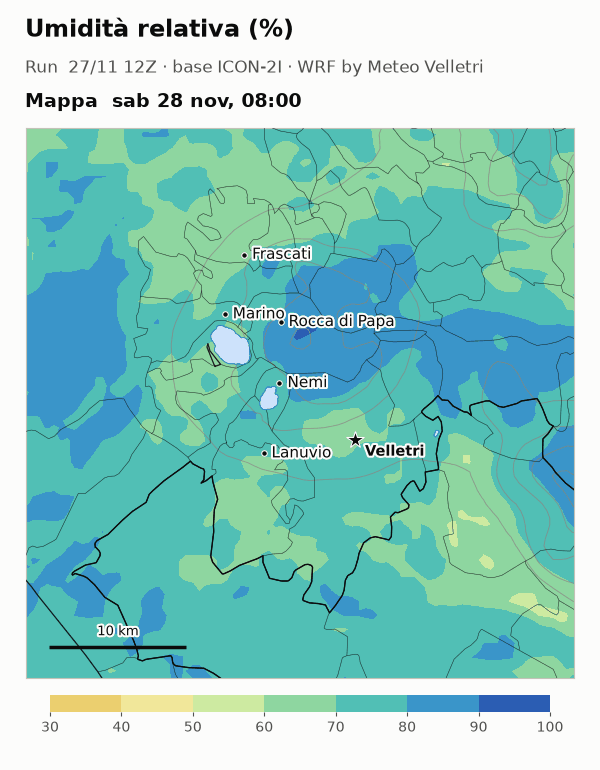 Umidità relativa (%)
Run  27/11 12Z · base ICON-2I · WRF by Meteo Velletri
Mappa  sab 28 nov, 08:00
Frascati
Marino
Rocca di Papa
Nemi
Velletri
Lanuvio
10 km
30 40 50 60 70 80 90 100